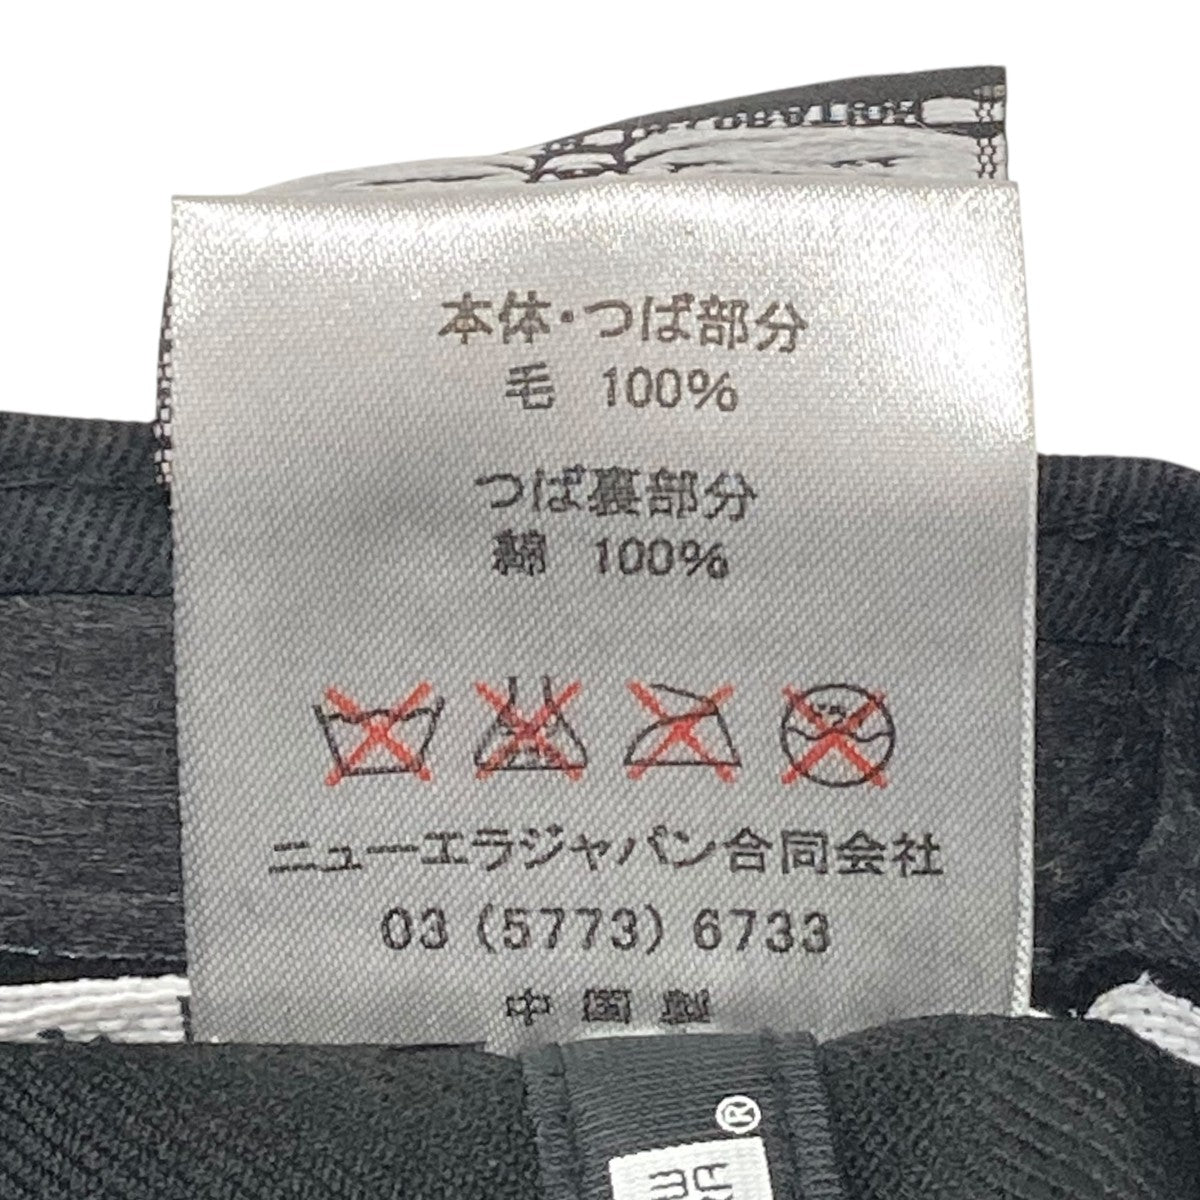 本体・つば部分
毛 100%
つば裏部分
綿 100%
ニューエラジャパン合同会社
03 (5773) 6733
中国製
®